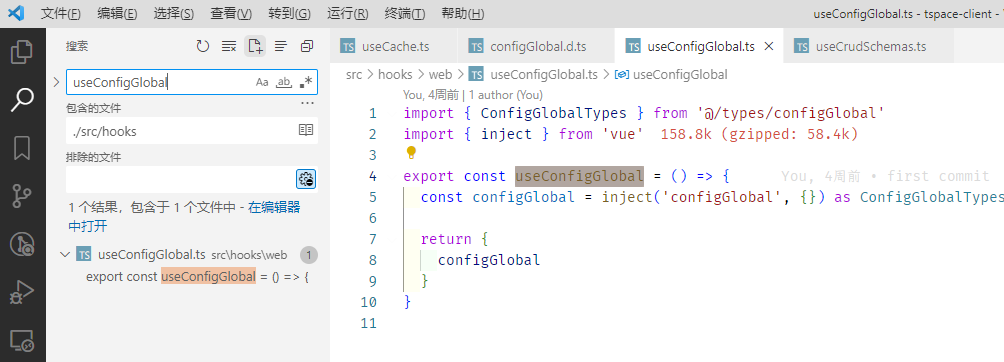 文件(F) 编辑(E) 选择(S) 查看(V) 转到(G) 运行(R) 终端(T) 帮助(H) useConfigGlobal.ts - tspace-client
搜索
useConfigGlobal Aa ab .*
包含的文件 ...
./src/hooks
排除的文件
1 个结果，包含于 1 个文件中 - 在编辑器
中打开
TS useConfigGlobal.ts src\hooks\web 1
export const useConfigGlobal = () => {
TS useCache.ts TS configGlobal.d.ts TS useConfigGlobal.ts TS useCrudSchemas.ts
src > hooks > web > TS useConfigGlobal.ts > useConfigGlobal
You, 4周前 | 1 author (You)
1 import { ConfigGlobalTypes } from '@/types/configGlobal'
2 import { inject } from 'vue' 158.8k (gzipped: 58.4k)
3
4 export const useConfigGlobal = () => { You, 4周前 • first commit
5 const configGlobal = inject('configGlobal', {}) as ConfigGlobalTypes
6
7 return {
8 configGlobal
9 }
10 }
11